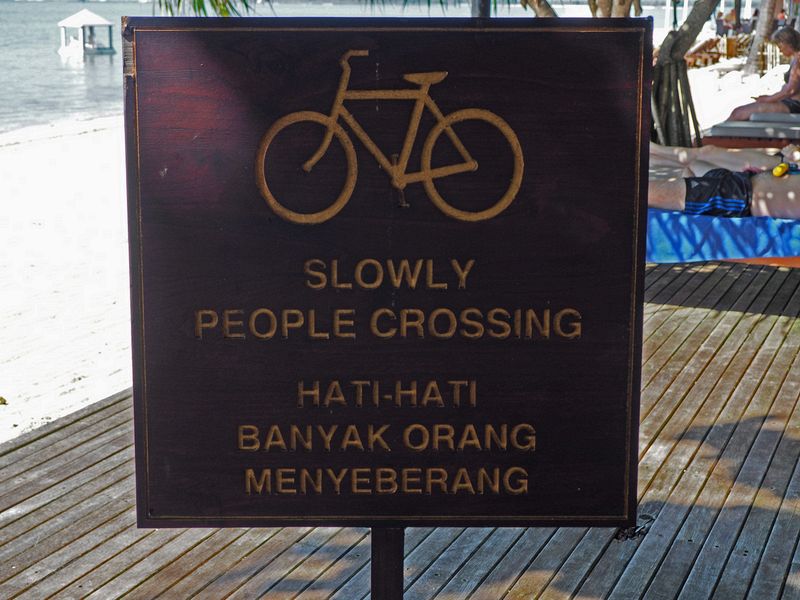 SLOWLY
PEOPLE CROSSING
HATI-HATI
BANYAK ORANG
MENYEBERANG